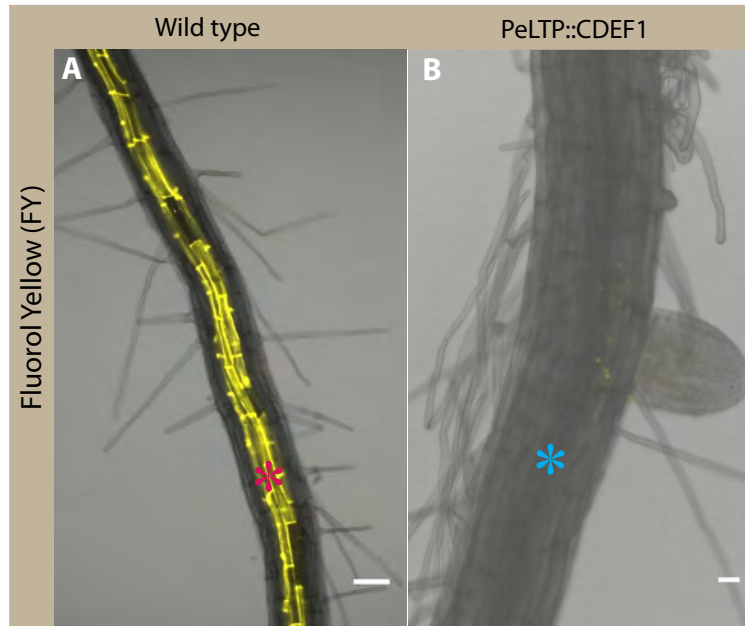 Wild type
PeLTP::CDEF1
Fluorol Yellow (FY)
A
B